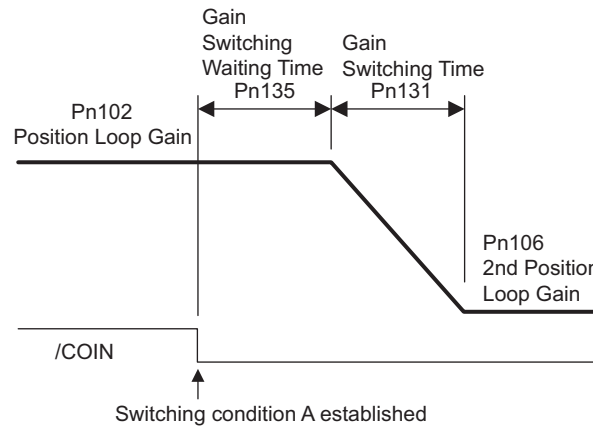 Gain
Switching
Waiting Time
Pn135
Gain
Switching Time
Pn131
Pn102
Position Loop Gain
Pn106
2nd Position
Loop Gain
/COIN
Switching condition A established